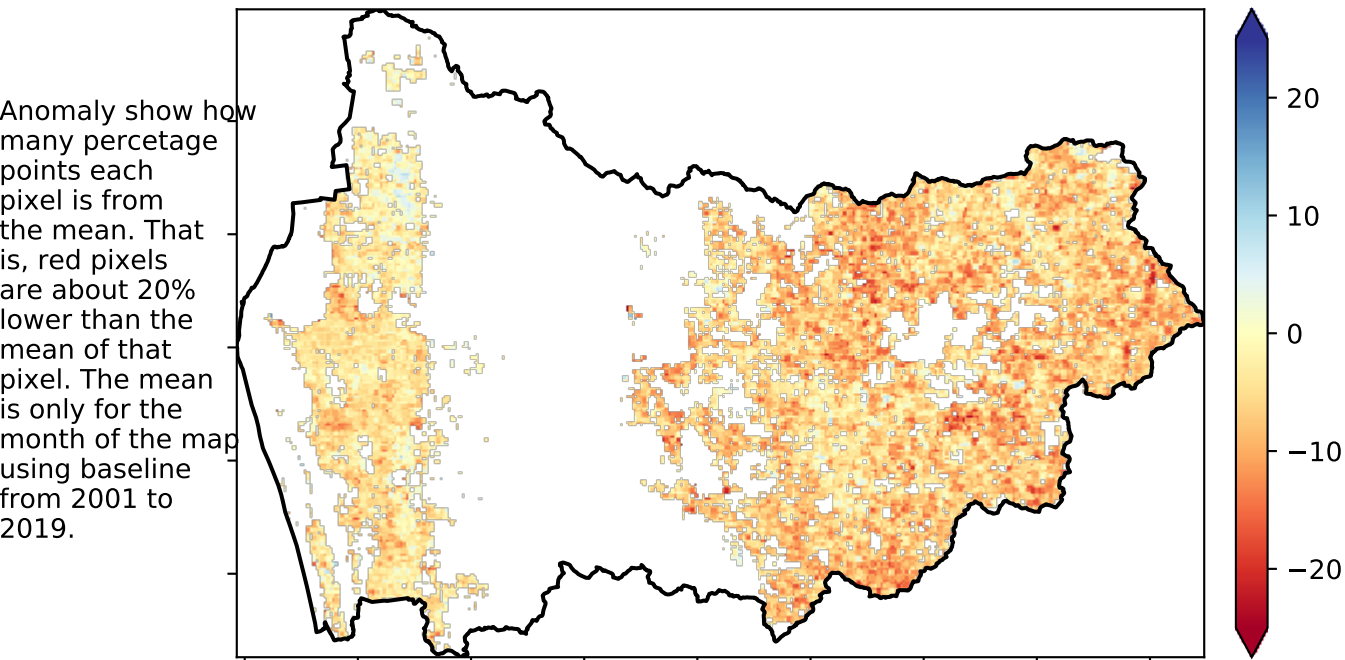 Anomaly show how
many percetage
points each
pixel is from
the mean. That
is, red pixels
are about 20%
lower than the
mean of that
pixel. The mean
is only for the
month of the map
using baseline
from 2001 to
2019.
20
10
0
−10
−20